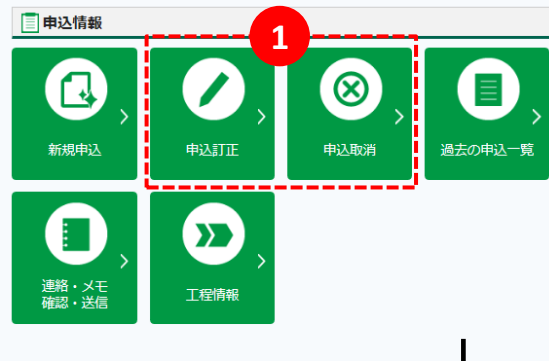 申込情報
1
新規申込
申込訂正
申込取消
過去の申込一覧
連絡・メモ
確認・送信
工程情報